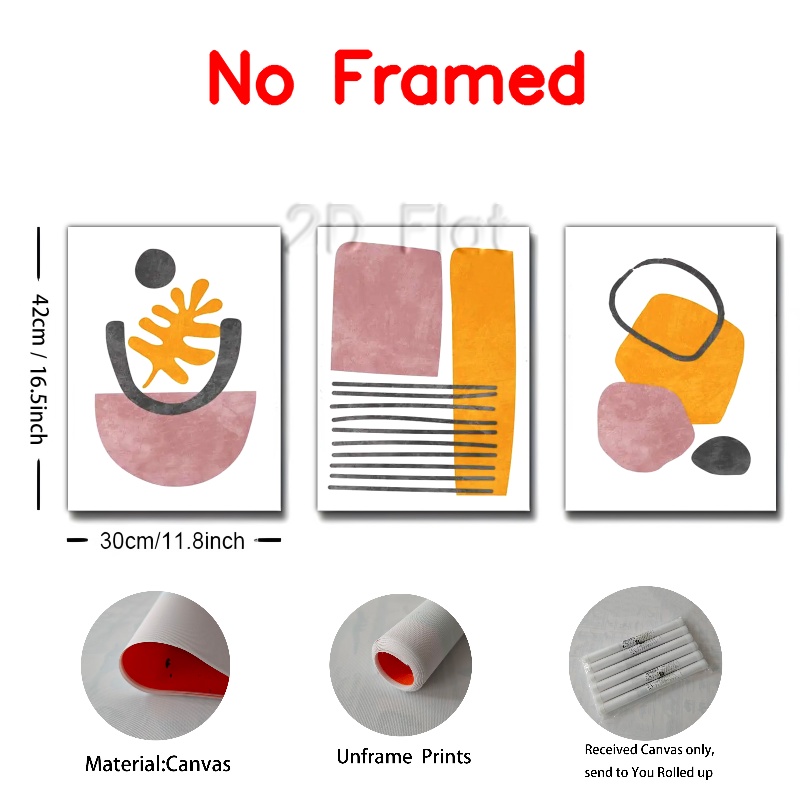 No Framed
2D Flat
42cm / 16.5inch
30cm/11.8inch
Material:Canvas
Unframe Prints
Received Canvas only,
send to You Rolled up